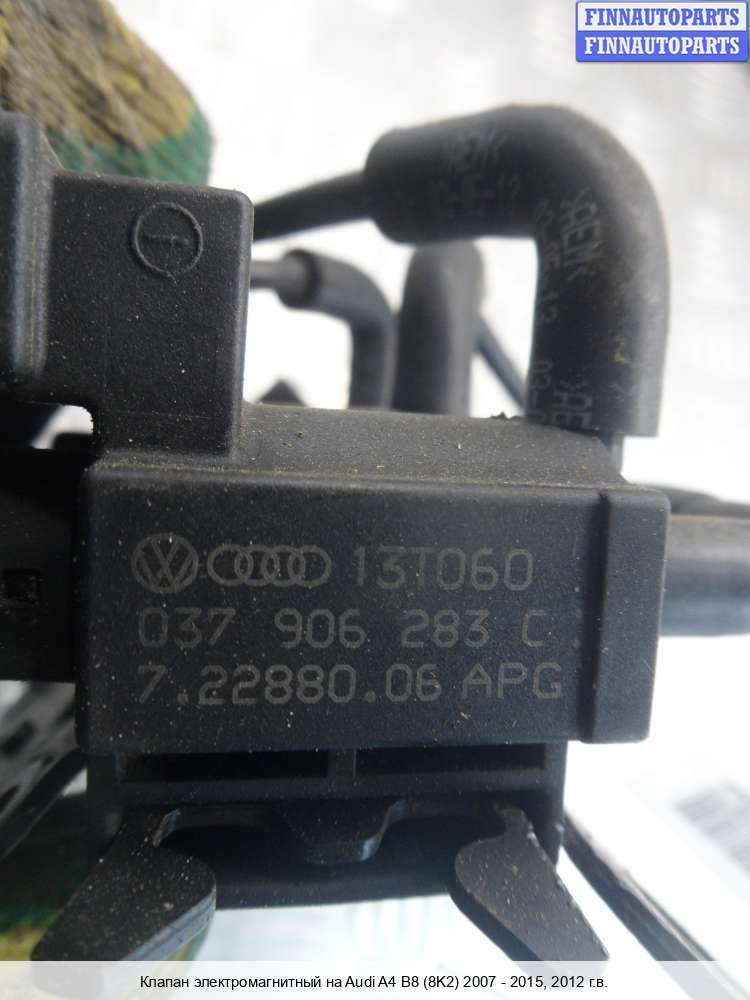 FINNAUTOPARTS
FINNAUTOPARTS
13T060
037 906 283 C
7.22880.06 APG
Клапан электромагнитный на Audi A4 B8 (8K2) 2007 - 2015, 2012 г.в.